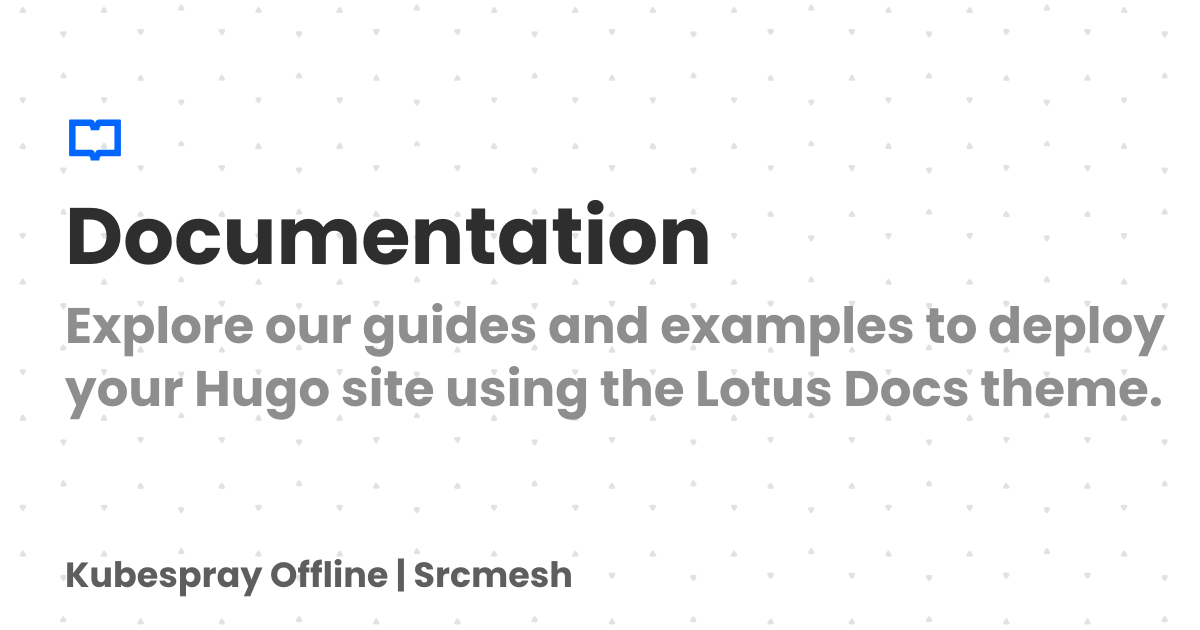 Documentation
Explore our guides and examples to deploy
your Hugo site using the Lotus Docs theme.
Kubespray Offline | Srcmesh